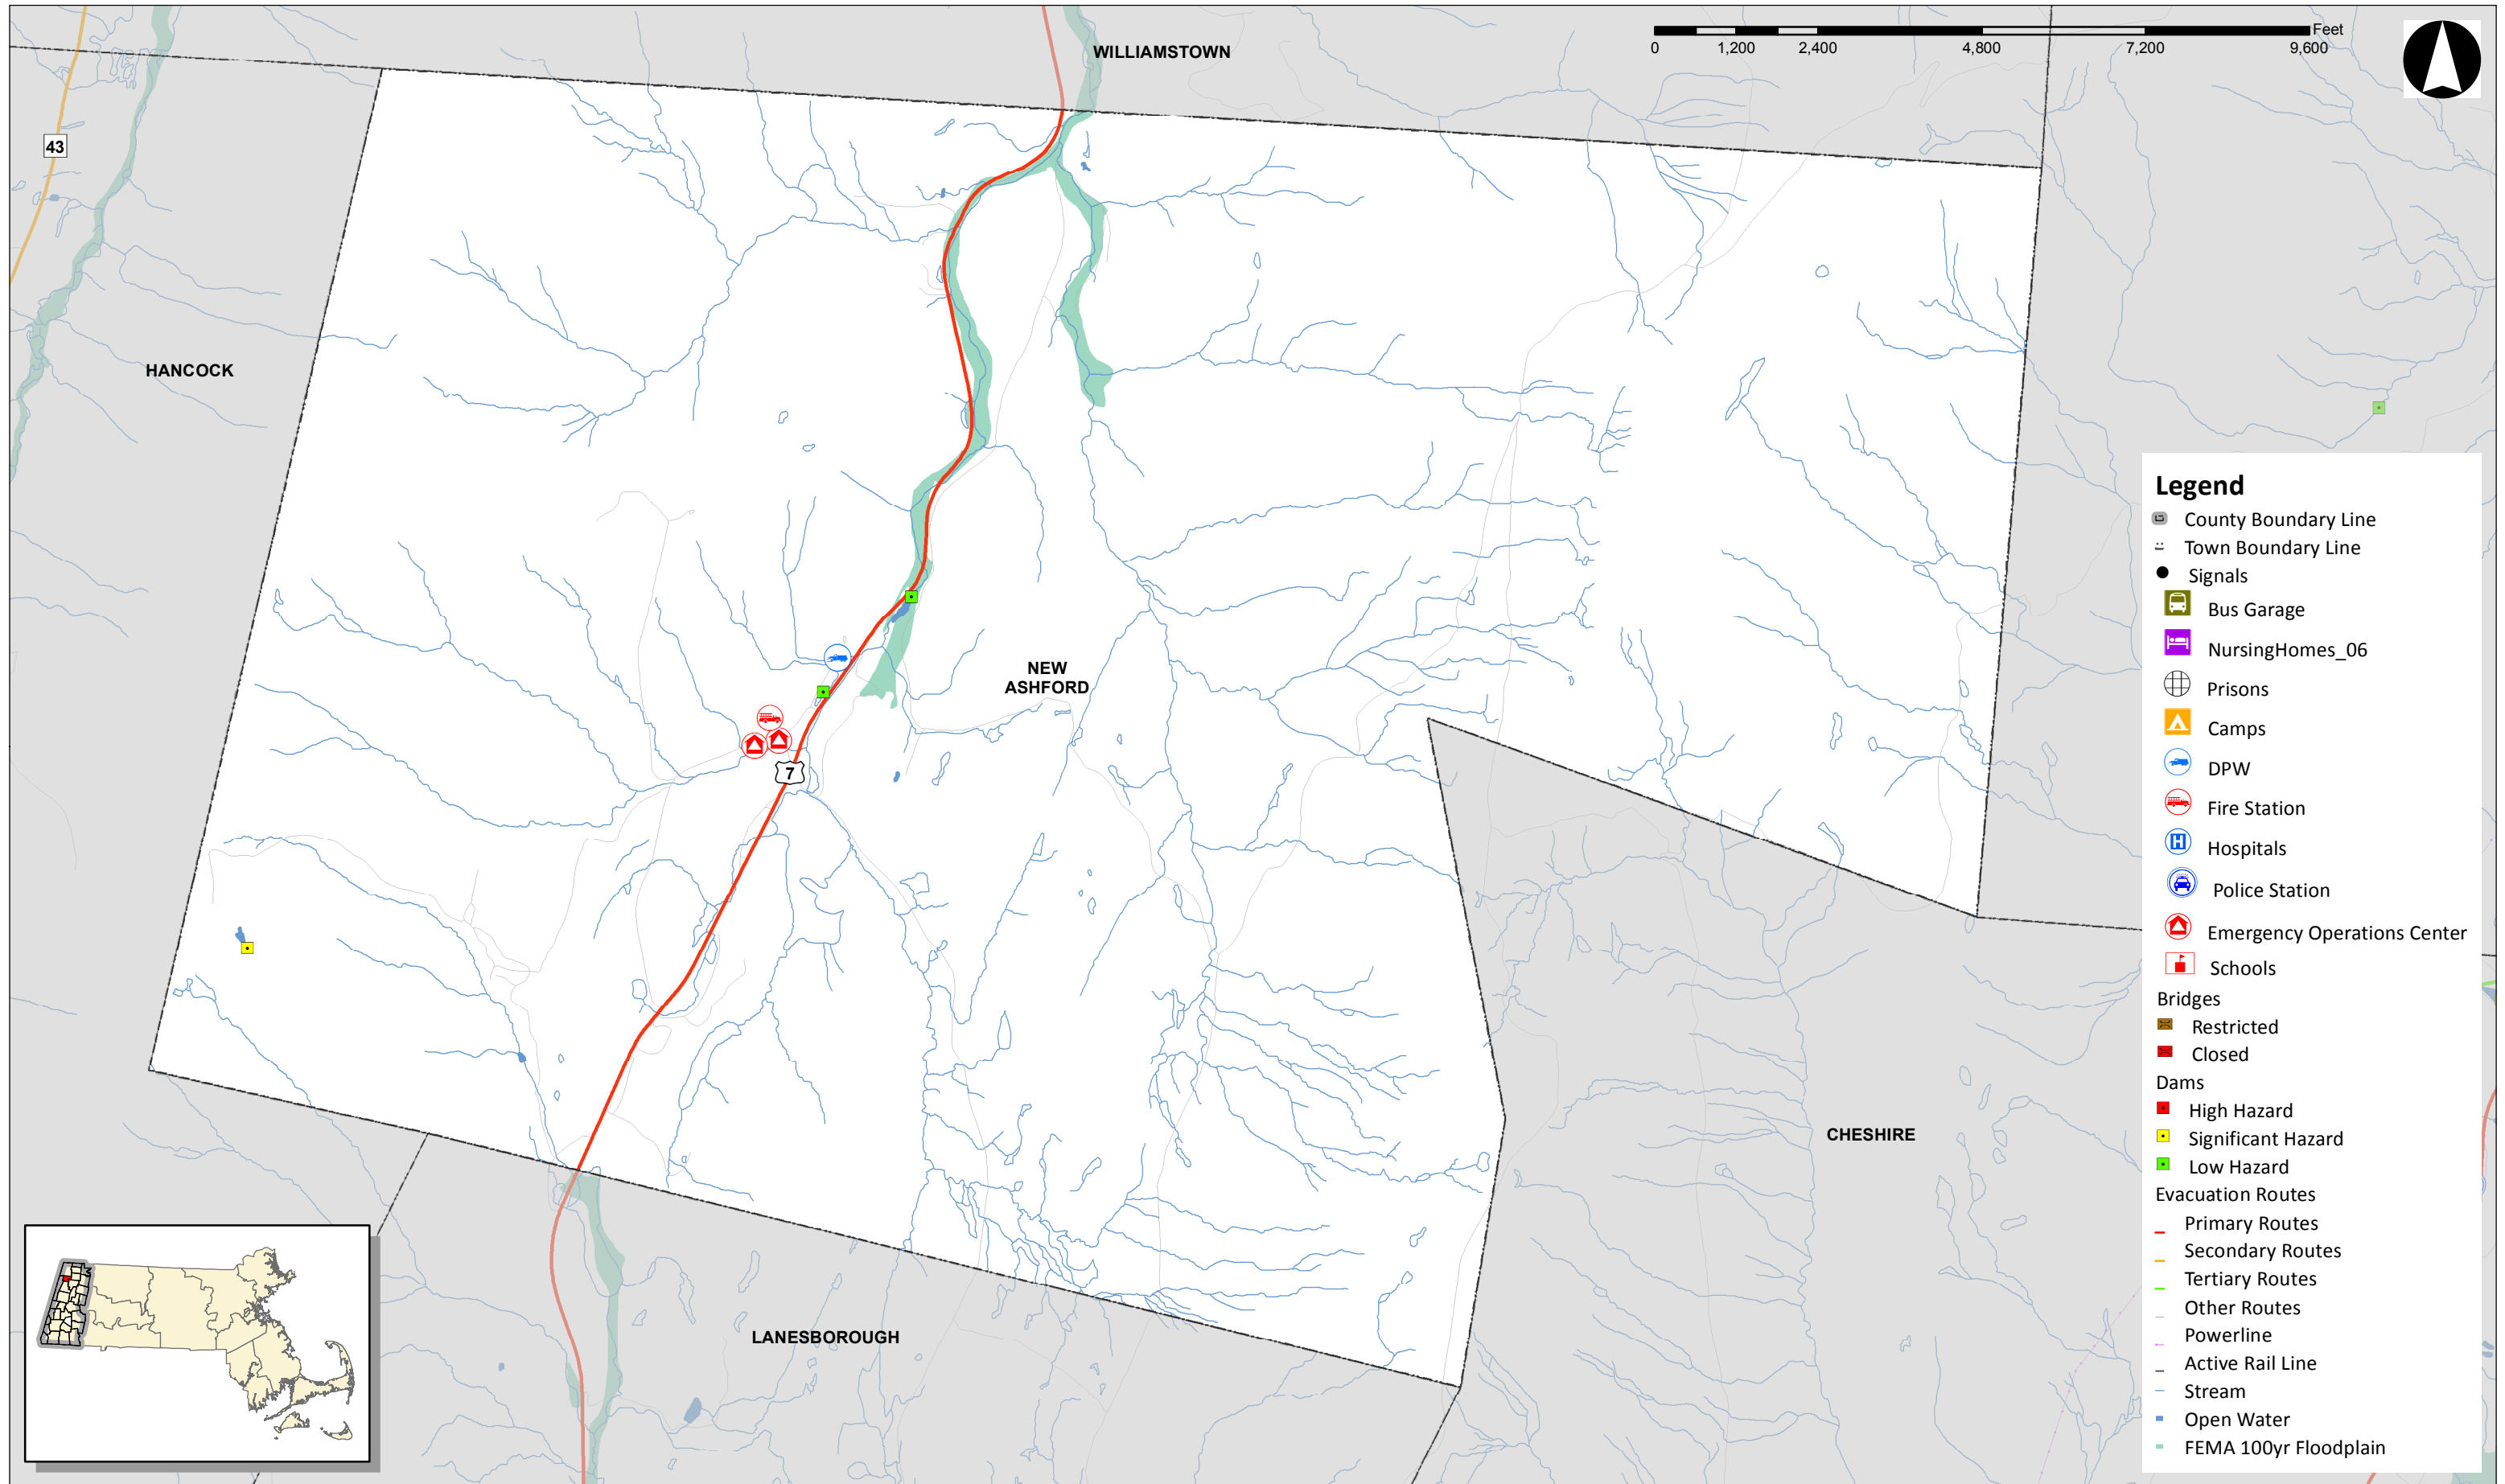 WILLIAMSTOWN
Feet
0 1,200 2,400 4,800 7,200 9,600
43
HANCOCK
NEW
ASHFORD
7
CHESHIRE
LANESBOROUGH
Legend
County Boundary Line
Town Boundary Line
Signals
Bus Garage
NursingHomes_06
Prisons
Camps
DPW
Fire Station
H Hospitals
Police Station
Emergency Operations Center
Schools
Bridges
Restricted
Closed
Dams
High Hazard
Significant Hazard
Low Hazard
Evacuation Routes
Primary Routes
Secondary Routes
Tertiary Routes
Other Routes
Powerline
Active Rail Line
Stream
Open Water
FEMA 100yr Floodplain